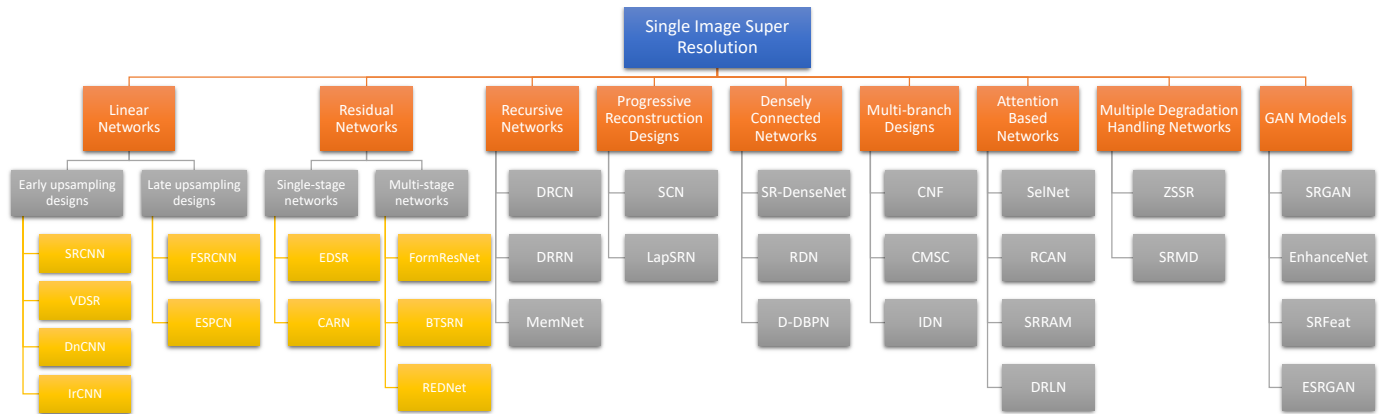 Single Image Super
Resolution
Linear
Networks
Residual
Networks
Recursive
Networks
Progressive
Reconstruction
Designs
Densely
Connected
Networks
Multi-branch
Designs
Attention
Based
Networks
Multiple Degradation
Handling Networks
GAN Models
Early upsampling
designs
Late upsampling
designs
Single-stage
networks
Multi-stage
networks
SRCNN
VDSR
DnCNN
IrCNN
FSRCNN
ESPCN
EDSR
CARN
FormResNet
BTSRN
REDNet
DRCN
DRRN
MemNet
SCN
LapSRN
SR-DenseNet
RDN
D-DBPN
CNF
CMSC
IDN
SelNet
RCAN
SRRAM
DRLN
ZSSR
SRMD
SRGAN
EnhanceNet
SRFeat
ESRGAN